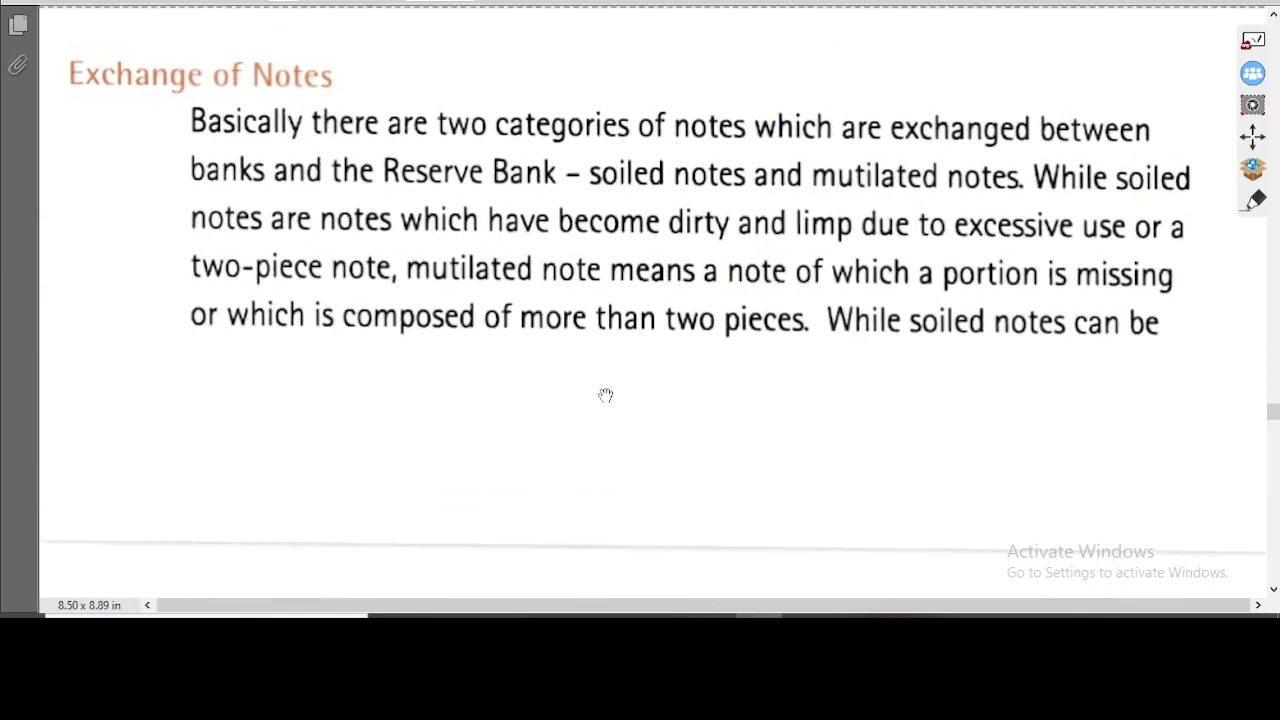 Exchange of Notes
Basically there are two categories of notes which are exchanged between
banks and the Reserve Bank – soiled notes and mutilated notes. While soiled
notes are notes which have become dirty and limp due to excessive use or a
two-piece note, mutilated note means a note of which a portion is missing
or which is composed of more than two pieces. While soiled notes can be
Activate Windows
Go to Settings to activate Windows.
8.50 x 8.89 in